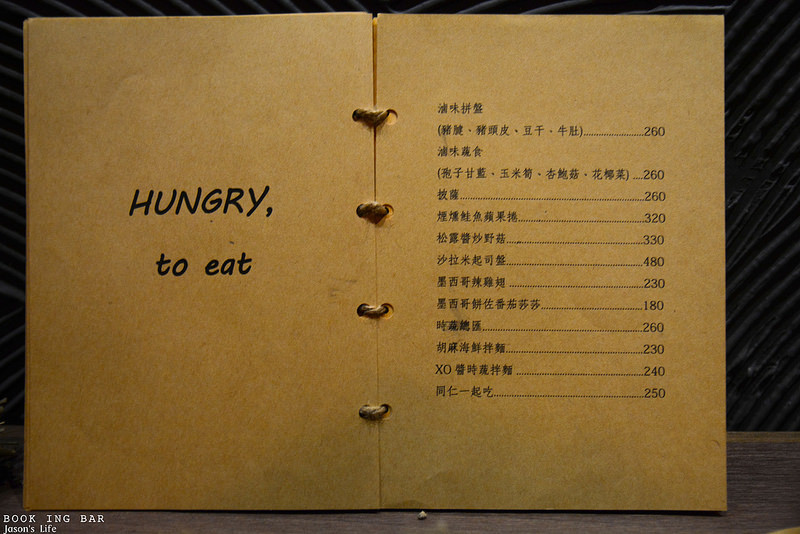 HUNGRY,
to eat
滷味拼盤
(豬腱、豬頭皮、豆干、牛肚)......................260
滷味蔬食
(孢子甘藍、玉米筍、杏鮑菇、花椰菜) ....260
披薩....................................................................260
煙燻鮭魚蘋果捲..............................................320
松露醬炒野菇..................................................330
沙拉米起司盤..................................................480
墨西哥辣雞翅..................................................230
墨西哥餅佐番茄莎莎.....................................180
時蔬總匯...........................................................260
胡麻海鮮拌麵..................................................230
XO 醬時蔬拌麵 ..............................................240
同仁一起吃.......................................................250
BOOK ING BAR
Jason's Life